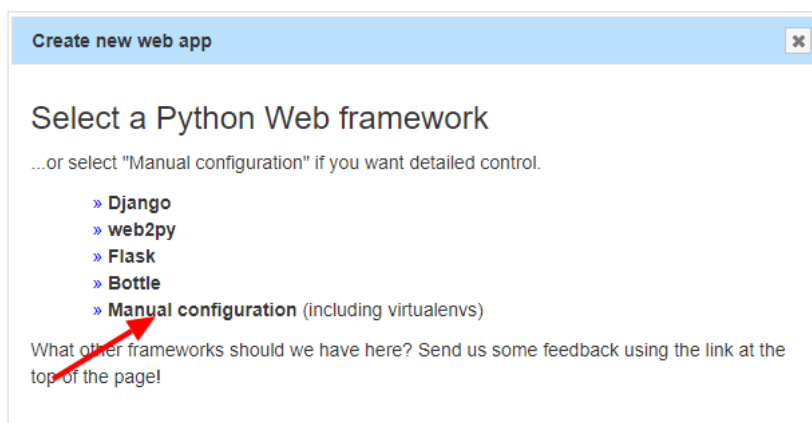 Create new web app
Select a Python Web framework
...or select "Manual configuration" if you want detailed control.
» Django
» web2py
» Flask
» Bottle
» Manual configuration (including virtualenvs)
What other frameworks should we have here? Send us some feedback using the link at the
top of the page!